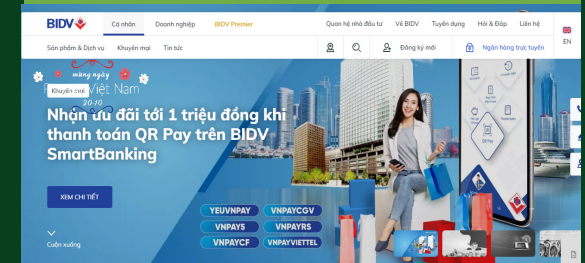 BIDV
Cá nhân
Doanh nghiệp
BIDV Premier
Quan hệ nhà đầu tư
Về BIDV
Tuyển dụng
Hỏi & Đáp
Liên hệ
EN
Sản phẩm & Dịch vụ
Khuyến mại
Tin tức
Đăng ký mới
Ngân hàng trực tuyến
mừng ngày
Việt Nam
20-10
Khuyến mại
Nhận ưu đãi tới 1 triệu đồng khi
thanh toán QR Pay trên BIDV
SmartBanking
XEM CHI TIẾT
YEUVNPAY
VNPAYCGV
VNPAY5
VNPAYRS
VNPAYCF
VNPAYVIETTEL
QR Pay
Cuộn xuống